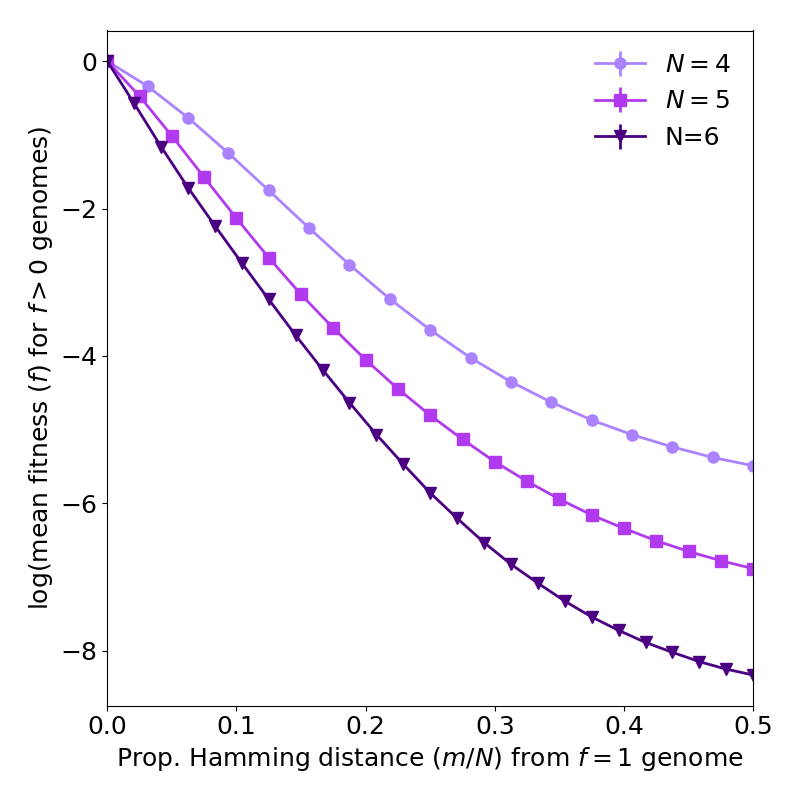 N = 4
N = 5
N=6
0
−2
−4
−6
−8
log(mean fitness (f) for f > 0 genomes)
0.0 0.1 0.2 0.3 0.4 0.5
Prop. Hamming distance (m/N) from f = 1 genome